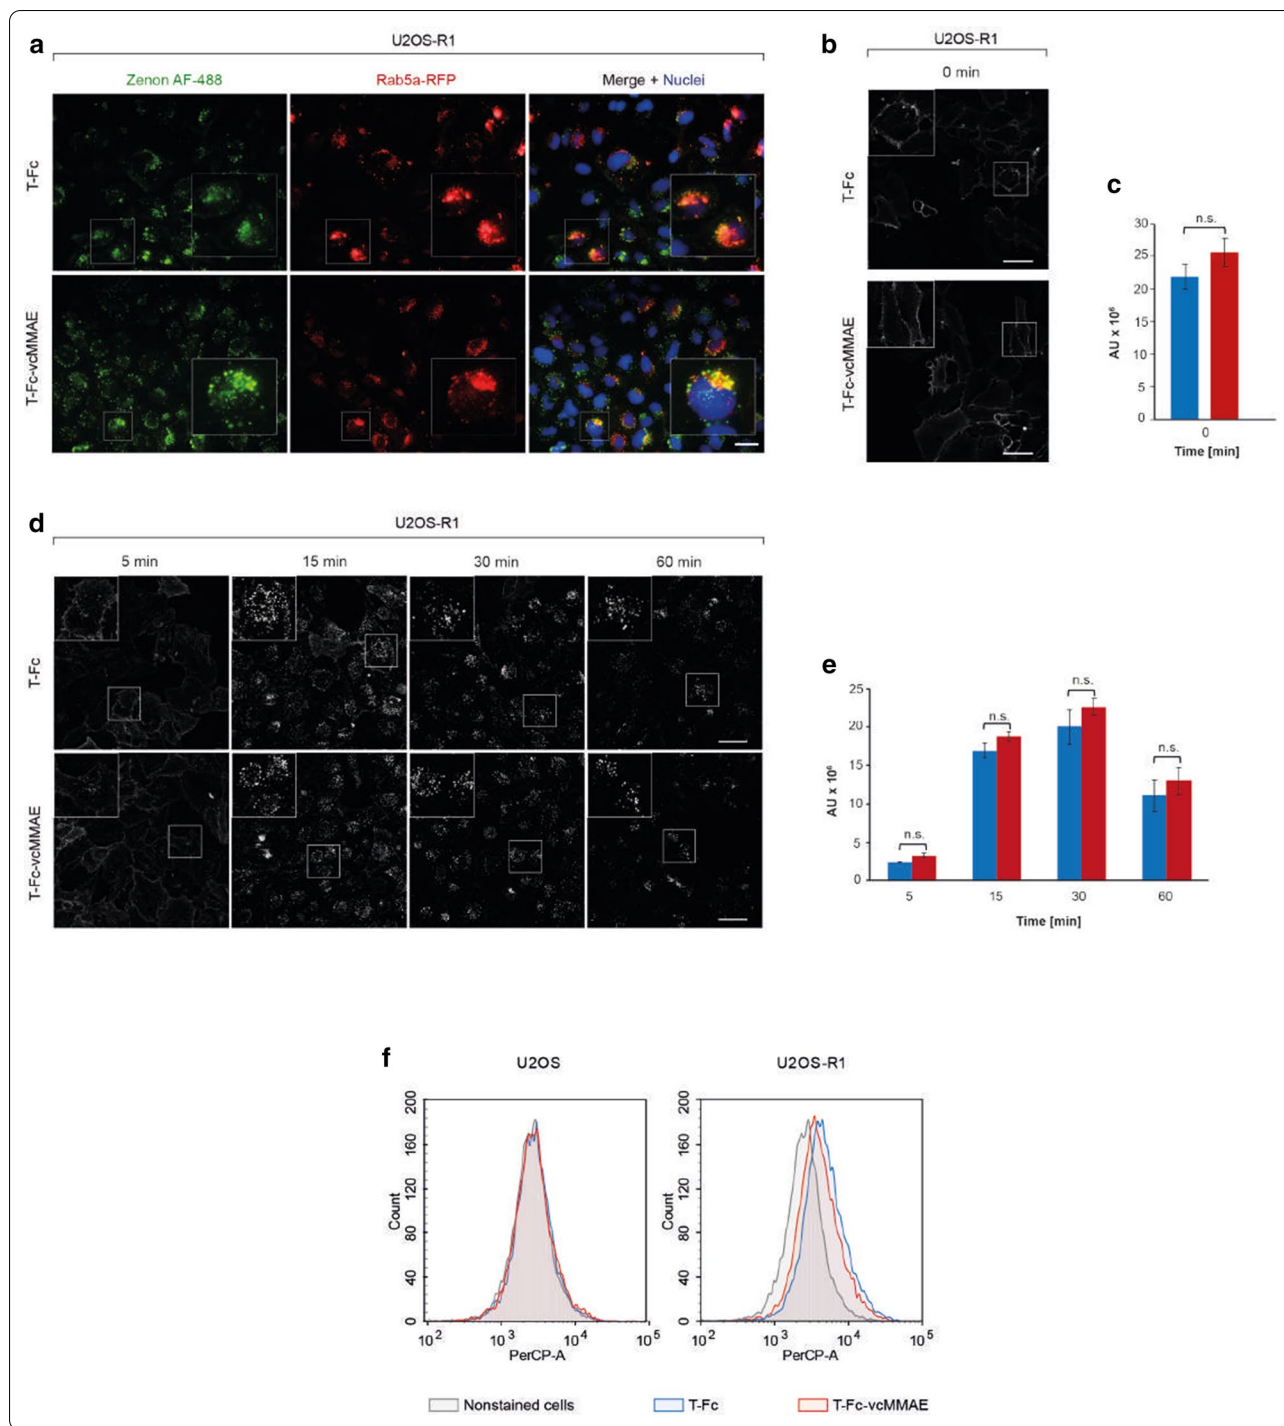 a
U2OS-R1
Zenon AF-488
Rab5a-RFP
Merge + Nuclei
T-Fc
T-Fc-vcMMAE
b
U2OS-R1
0 min
T-Fc
T-Fc-vcMMAE
c
n.s.
30
25
20
15
10
5
0
AU x 10⁶
0
Time [min]
d
U2OS-R1
5 min
15 min
30 min
60 min
T-Fc
T-Fc-vcMMAE
e
n.s.
n.s.
n.s.
n.s.
25
20
15
10
5
0
AU x 10⁶
5
15
30
60
Time [min]
f
U2OS
200
160
120
80
40
0
Count
10² 10³ 10⁴ 10⁵
PerCP-A
U2OS-R1
200
160
120
80
40
0
Count
10² 10³ 10⁴ 10⁵
PerCP-A
Nonstained cells
T-Fc
T-Fc-vcMMAE